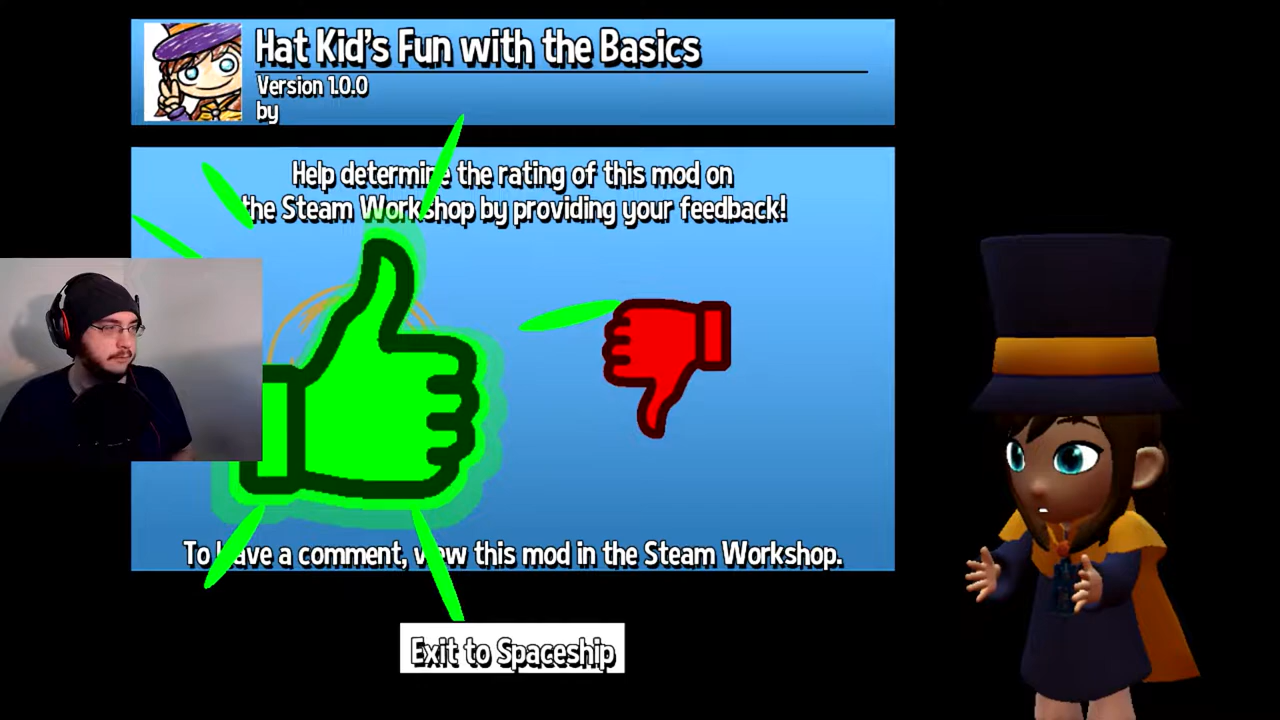 Hat Kid's Fun with the Basics
Version 1.0.0
by
Help determine the rating of this mod on
the Steam Workshop by providing your feedback!
To leave a comment, view this mod in the Steam Workshop.
Exit to Spaceship